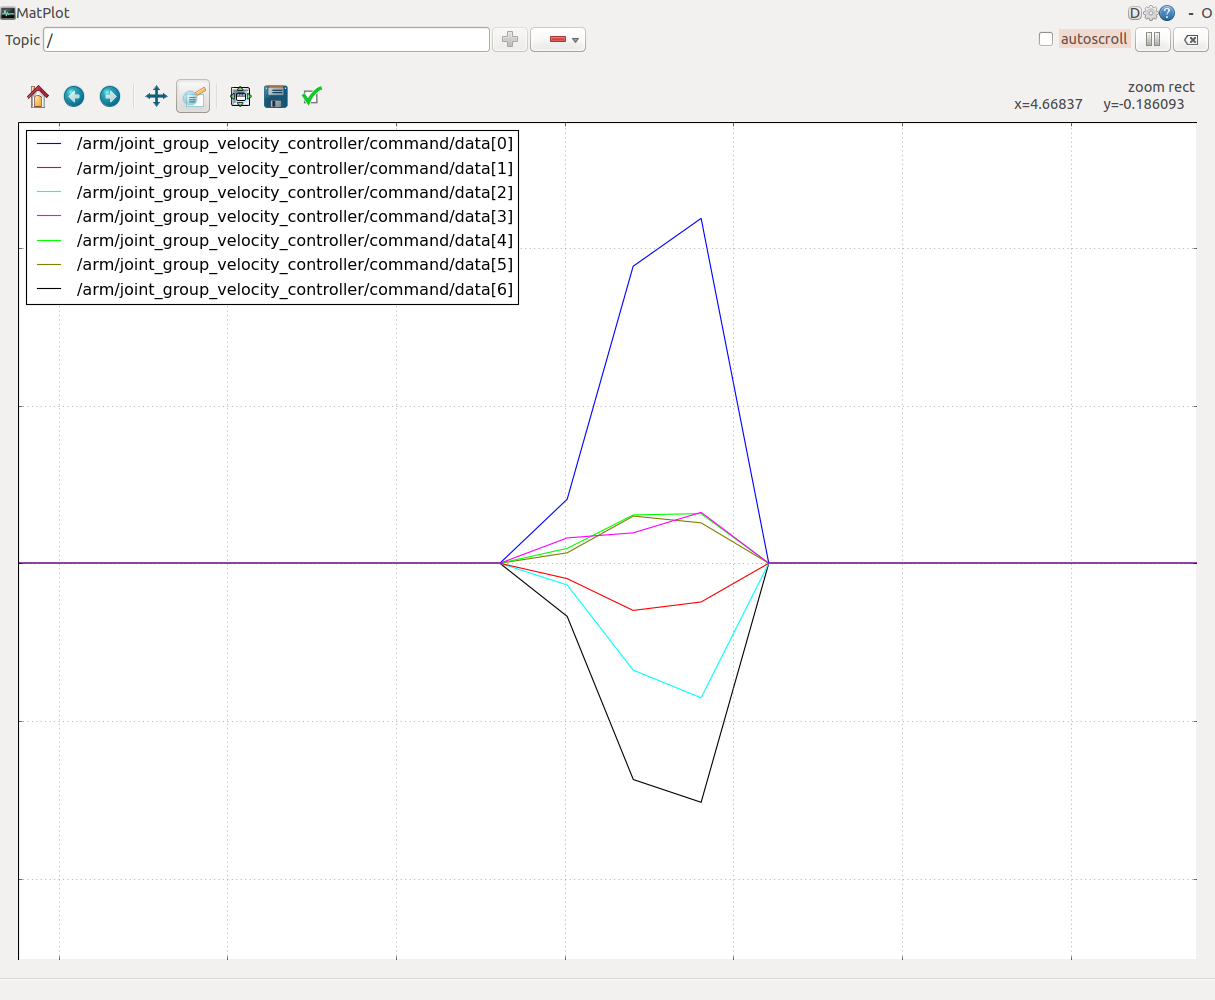 MatPlot
D ? - O
Topic / autoscroll
zoom rect
x=4.66837 y=-0.186093
/arm/joint_group_velocity_controller/command/data[0]
/arm/joint_group_velocity_controller/command/data[1]
/arm/joint_group_velocity_controller/command/data[2]
/arm/joint_group_velocity_controller/command/data[3]
/arm/joint_group_velocity_controller/command/data[4]
/arm/joint_group_velocity_controller/command/data[5]
/arm/joint_group_velocity_controller/command/data[6]